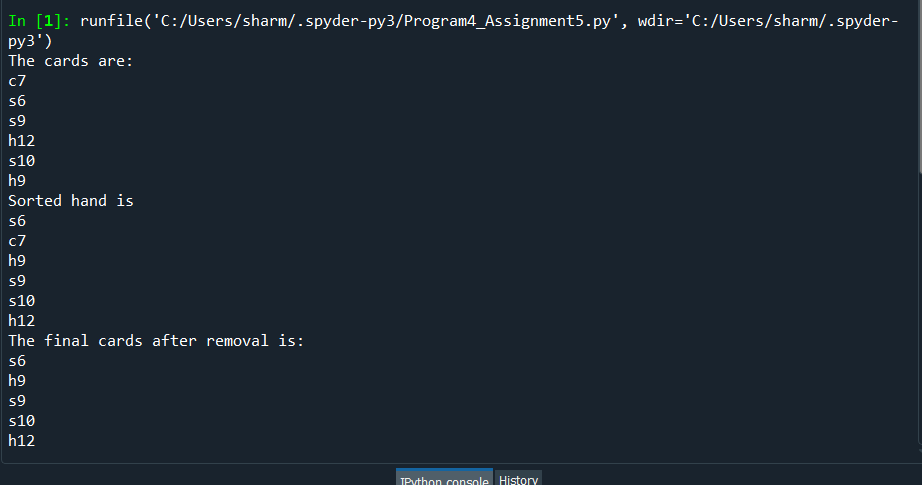 In [1]: runfile('C:/Users/sharm/.spyder-py3/Program4_Assignment5.py', wdir='C:/Users/sharm/.spyder-
py3')
The cards are:
c7
s6
s9
h12
s10
h9
Sorted hand is
s6
c7
h9
s9
s10
h12
The final cards after removal is:
s6
h9
s9
s10
h12
IPython console History